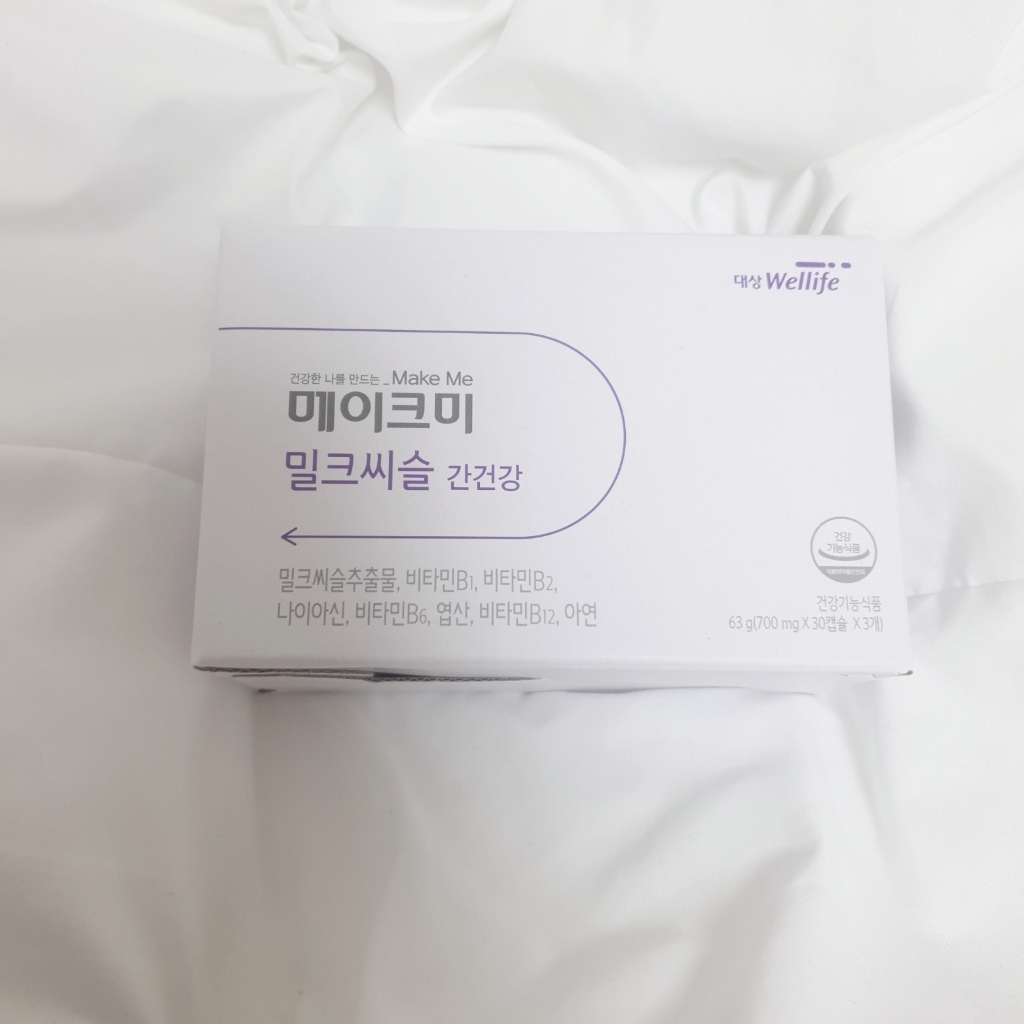 대상 Wellife
건강한 나를 만드는 _ Make Me
메이크미
밀크씨슬 간건강
밀크씨슬추출물, 비타민B1, 비타민B2,
나이아신, 비타민B6, 엽산, 비타민B12, 아연
건강
기능식품
건강기능식품
63 g(700 mg X 30캡슐 X 3개)